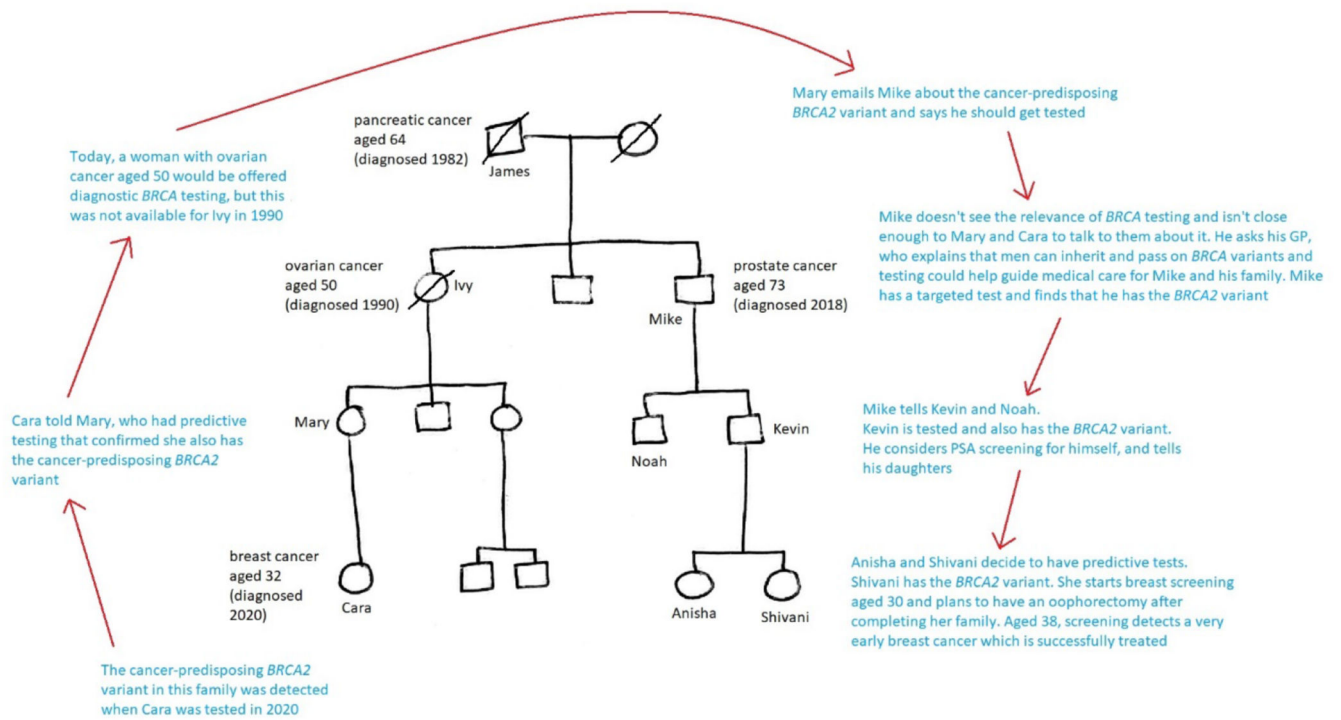 Mary emails Mike about the cancer-predisposing
BRCA2 variant and says he should get tested
pancreatic cancer
aged 64
(diagnosed 1982)
James
Today, a woman with ovarian
cancer aged 50 would be offered
diagnostic BRCA testing, but this
was not available for Ivy in 1990
Mike doesn't see the relevance of BRCA testing and isn't close
enough to Mary and Cara to talk to them about it. He asks his GP,
who explains that men can inherit and pass on BRCA variants and
testing could help guide medical care for Mike and his family. Mike
has a targeted test and finds that he has the BRCA2 variant
ovarian cancer
aged 50
(diagnosed 1990)
Ivy
prostate cancer
aged 73
(diagnosed 2018)
Mike
Cara told Mary, who had predictive
testing that confirmed she also has
the cancer-predisposing BRCA2
variant
Mary
Noah
Kevin
Mike tells Kevin and Noah.
Kevin is tested and also has the BRCA2 variant.
He considers PSA screening for himself, and tells
his daughters
breast cancer
aged 32
(diagnosed
2020)
Cara
Anisha
Shivani
Anisha and Shivani decide to have predictive tests.
Shivani has the BRCA2 variant. She starts breast screening
aged 30 and plans to have an oophorectomy after
completing her family. Aged 38, screening detects a very
early breast cancer which is successfully treated
The cancer-predisposing BRCA2
variant in this family was detected
when Cara was tested in 2020